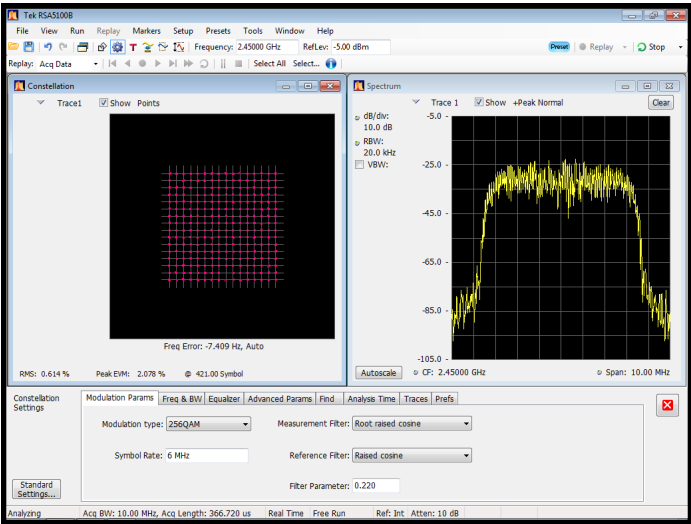 Tek RSA5100B
File View Run Replay Markers Setup Presets Tools Window Help
Frequency: 2.45000 GHz RefLev: -5.00 dBm Preset Replay Stop
Replay: Acq Data Select All Select...
Constellation
Trace1 Show Points
Freq Error: -7.409 Hz, Auto
RMS: 0.614 % Peak EVM: 2.078 % @ 421.00 Symbol
Spectrum
Trace 1 Show +Peak Normal Clear
dB/div:
10.0 dB
RBW:
20.0 kHz
VBW:
-5.0
-25.0
-45.0
-65.0
-85.0
-105.0
Autoscale CF: 2.45000 GHz Span: 10.00 MHz
Constellation
Settings
Modulation Params Freq & BW Equalizer Advanced Params Find Analysis Time Traces Prefs
Modulation type: 256QAM Measurement Filter: Root raised cosine
Symbol Rate: 6 MHz Reference Filter: Raised cosine
Filter Parameter: 0.220
Standard
Settings...
Analyzing Acq BW: 10.00 MHz, Acq Length: 366.720 us Real Time Free Run Ref: Int Atten: 10 dB